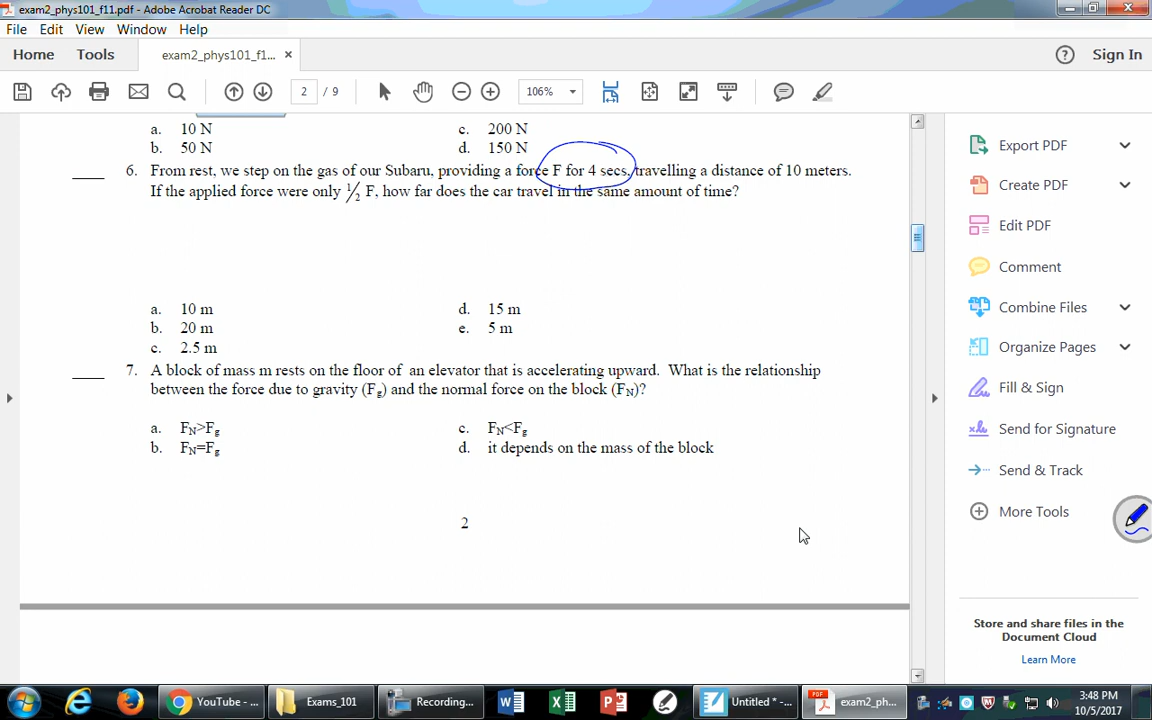 exam2_phys101_f11.pdf - Adobe Acrobat Reader DC
File Edit View Window Help
Home Tools exam2_phys101_f1... × Sign In
2 / 9 106%
a. 10 N c. 200 N
b. 50 N d. 150 N
6. From rest, we step on the gas of our Subaru, providing a force F for 4 secs, travelling a distance of 10 meters.
If the applied force were only 1/2 F, how far does the car travel in the same amount of time?
a. 10 m d. 15 m
b. 20 m e. 5 m
c. 2.5 m
7. A block of mass m rests on the floor of an elevator that is accelerating upward. What is the relationship
between the force due to gravity (Fg) and the normal force on the block (FN)?
a. FN>Fg c. FN<Fg
b. FN=Fg d. it depends on the mass of the block
2
Export PDF
Create PDF
Edit PDF
Comment
Combine Files
Organize Pages
Fill & Sign
Send for Signature
Send & Track
More Tools
Store and share files in the
Document Cloud
Learn More
YouTube - ... Exams_101 Recording... Untitled * -... exam2_ph... 3:48 PM
10/5/2017